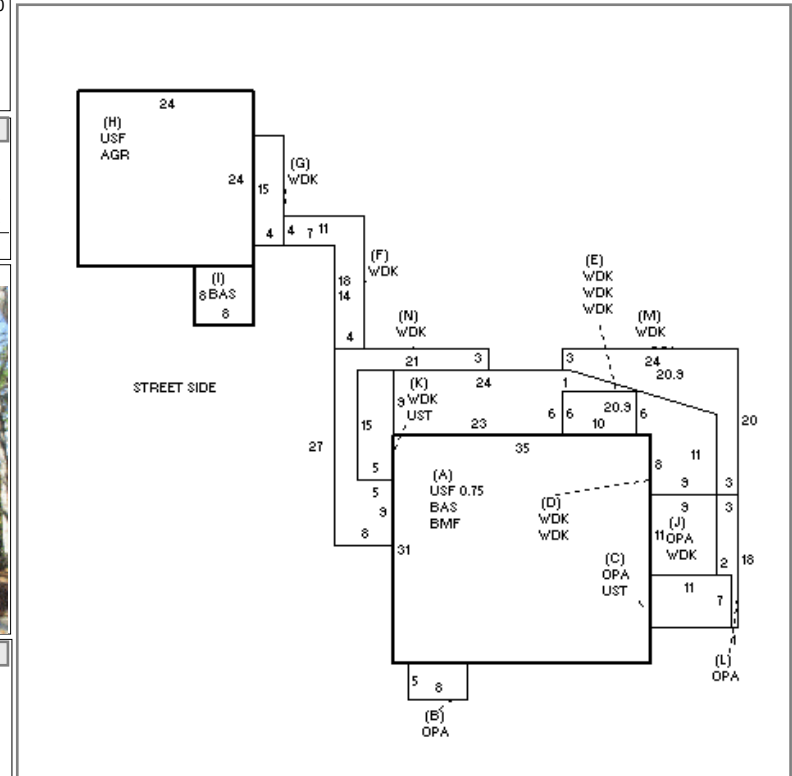 24
(H)
USF
AGR
24
15
(G)
WDK
4
4 7 11
(I)
8 BAS
8
(F)
WDK
18
14
4
(E)
WDK
WDK
WDK
(N)
WDK
(M)
WDK
21
3
3
24
20.9
STREET SIDE
24
1
(K)
WDK
UST
9
15
23
6
6
20.9
10
6
20
27
35
5
5
9
8
31
(A)
USF 0.75
BAS
BMF
(D)
WDK
WDK
8
11
9
3
9
3
(J)
OPA
WDK
11
(C)
OPA
UST
2
18
11
7
4
(L)
OPA
5
8
(B)
OPA